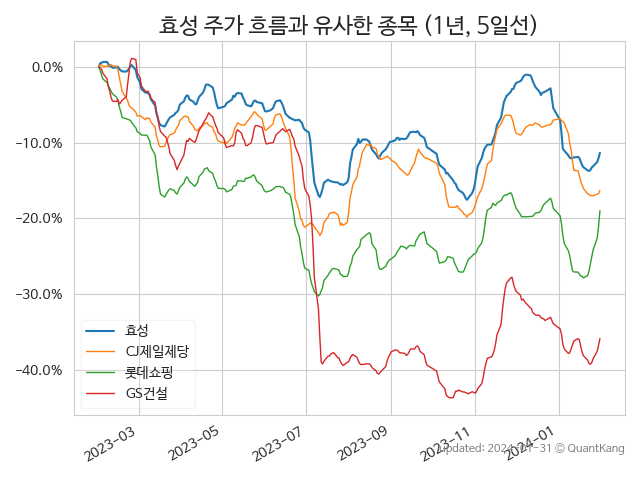 효성 주가 흐름과 유사한 종목 (1년, 5일선)
0.0%
−10.0%
−20.0%
−30.0%
−40.0%
효성
CJ제일제당
롯데쇼핑
GS건설
2023-03
2023-05
2023-07
2023-09
2023-11
2024-01
updated: 2024-01-31 © QuantKang